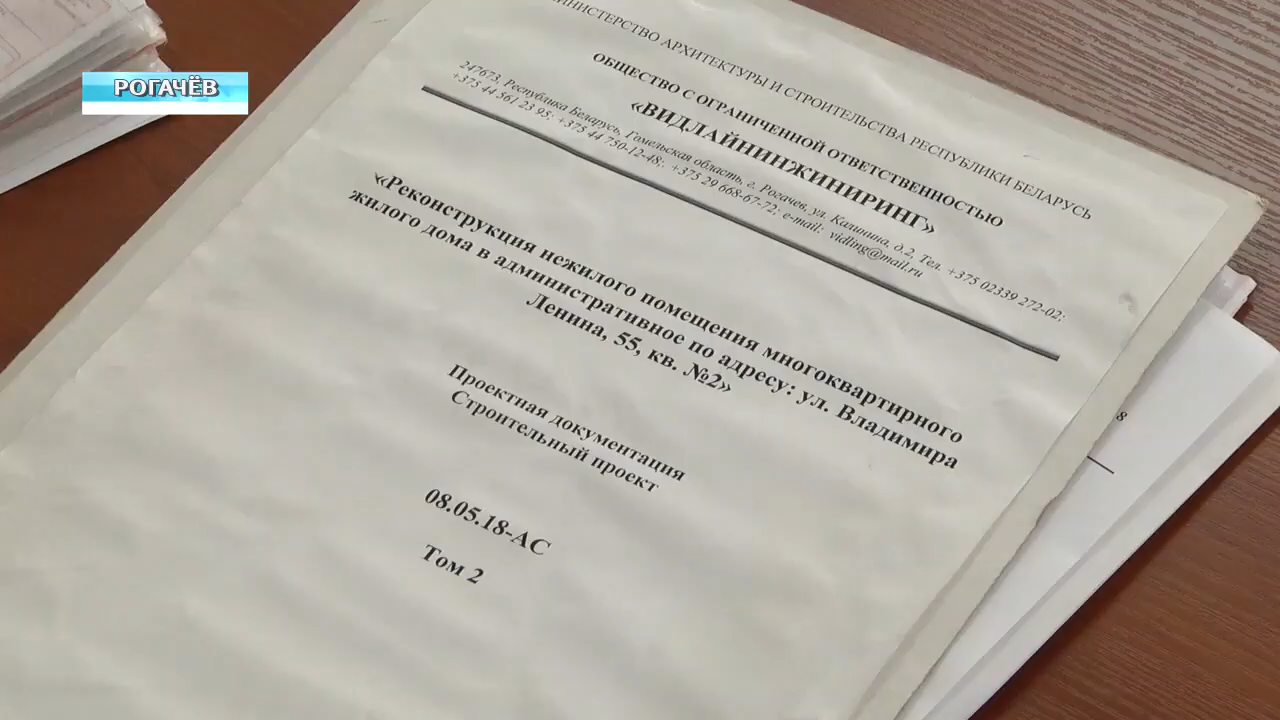 РОГАЧЁВ
МИНИСТЕРСТВО АРХИТЕКТУРЫ И СТРОИТЕЛЬСТВА РЕСПУБЛИКИ БЕЛАРУСЬ
ОБЩЕСТВО С ОГРАНИЧЕННОЙ ОТВЕТСТВЕННОСТЬЮ
«ВИДЛАЙНИНЖИНИРИНГ»
247673, Республика Беларусь, Гомельская область, г. Рогачев, ул. Калинина, д.2, Тел. +375 02339 272-02;
+375 44 561 23 95; +375 44 750-12-48;. +375 29 668-67-72; e-mail: vidling@mail.ru
«Реконструкция нежилого помещения многоквартирного
жилого дома в административное по адресу: ул. Владимира
Ленина, 55, кв. №2»
Проектная документация
Строительный проект
08.05.18-АС
Том 2
8